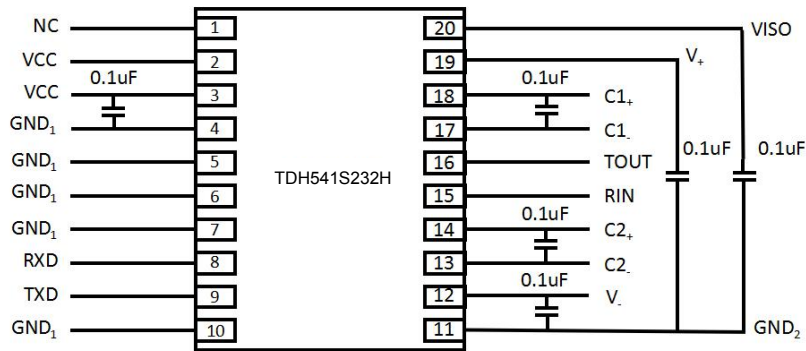 NC 1 20 VISO
VCC 2 19 V+
VCC 0.1uF 3 18 0.1uF C1+
GND1 4 17 C1-
GND1 5 16 TOUT 0.1uF 0.1uF
GND1 6 TDH541S232H 15 RIN
GND1 7 14 0.1uF C2+
RXD 8 13 C2-
TXD 9 12 0.1uF V-
GND1 10 11 GND2